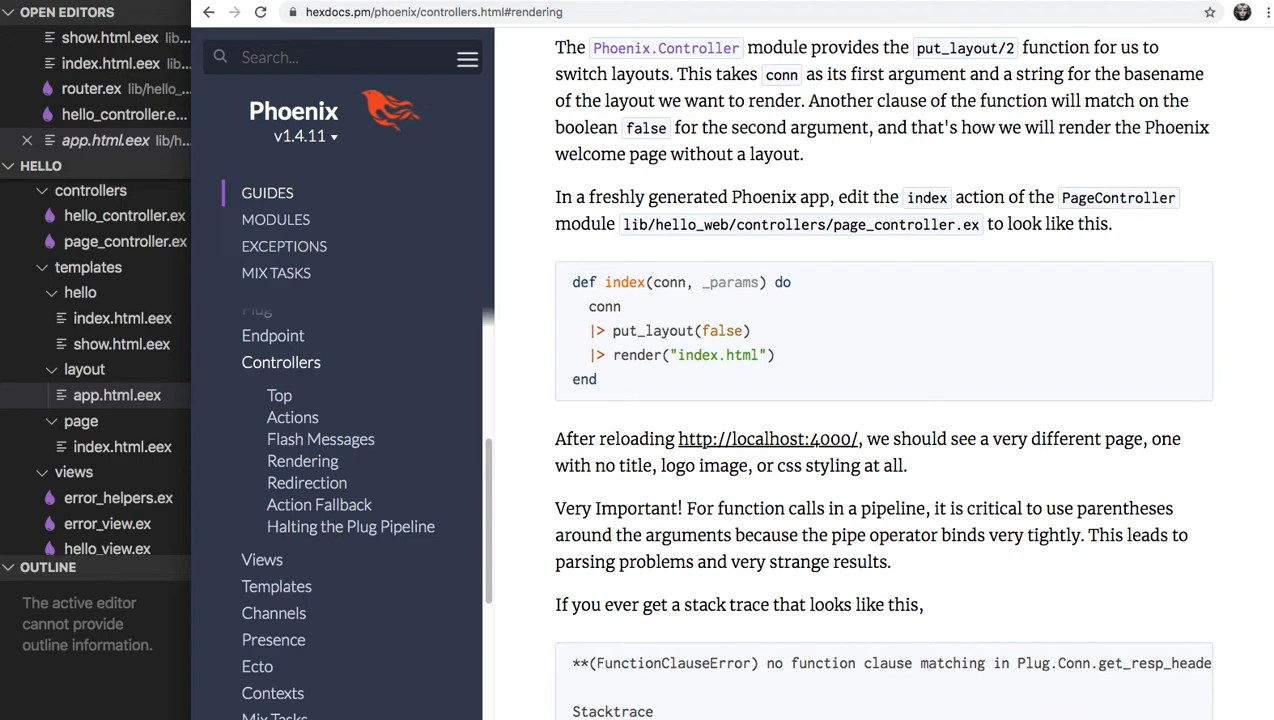 OPEN EDITORS
show.html.eex lib...
index.html.eex lib...
router.ex lib/hello_...
hello_controller.e...
app.html.eex lib/h...
HELLO
controllers
hello_controller.ex
page_controller.ex
templates
hello
index.html.eex
show.html.eex
layout
app.html.eex
page
index.html.eex
views
error_helpers.ex
error_view.ex
hello_view.ex
OUTLINE
The active editor
cannot provide
outline information.
hexdocs.pm/phoenix/controllers.html#rendering
Search...
Phoenix
v1.4.11
GUIDES
MODULES
EXCEPTIONS
MIX TASKS
Plug
Endpoint
Controllers
Top
Actions
Flash Messages
Rendering
Redirection
Action Fallback
Halting the Plug Pipeline
Views
Templates
Channels
Presence
Ecto
Contexts
Mix Tasks
The Phoenix.Controller module provides the put_layout/2 function for us to
switch layouts. This takes conn as its first argument and a string for the basename
of the layout we want to render. Another clause of the function will match on the
boolean false for the second argument, and that's how we will render the Phoenix
welcome page without a layout.
In a freshly generated Phoenix app, edit the index action of the PageController
module lib/hello_web/controllers/page_controller.ex to look like this.
def index(conn, _params) do
conn
|> put_layout(false)
|> render("index.html")
end
After reloading http://localhost:4000/, we should see a very different page, one
with no title, logo image, or css styling at all.
Very Important! For function calls in a pipeline, it is critical to use parentheses
around the arguments because the pipe operator binds very tightly. This leads to
parsing problems and very strange results.
If you ever get a stack trace that looks like this,
**(FunctionClauseError) no function clause matching in Plug.Conn.get_resp_heade
Stacktrace